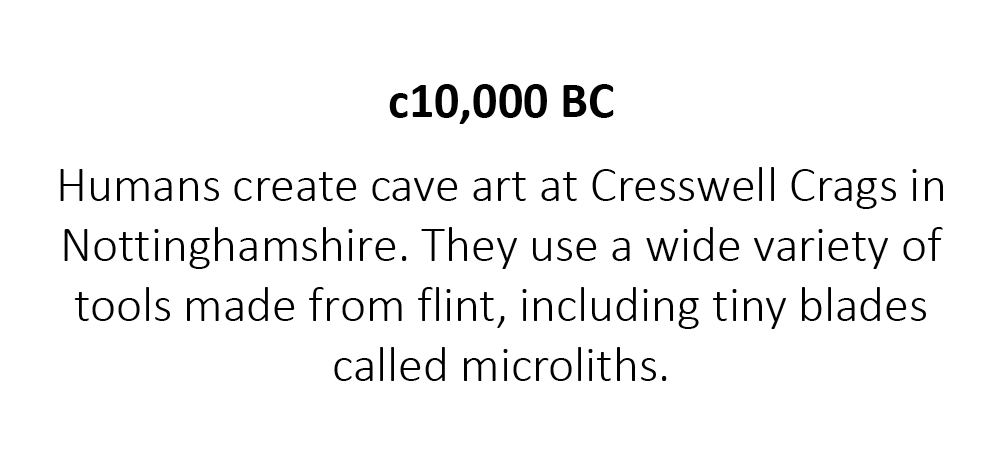 c10,000 BC
Humans create cave art at Cresswell Crags in
Nottinghamshire. They use a wide variety of
tools made from flint, including tiny blades
called microliths.